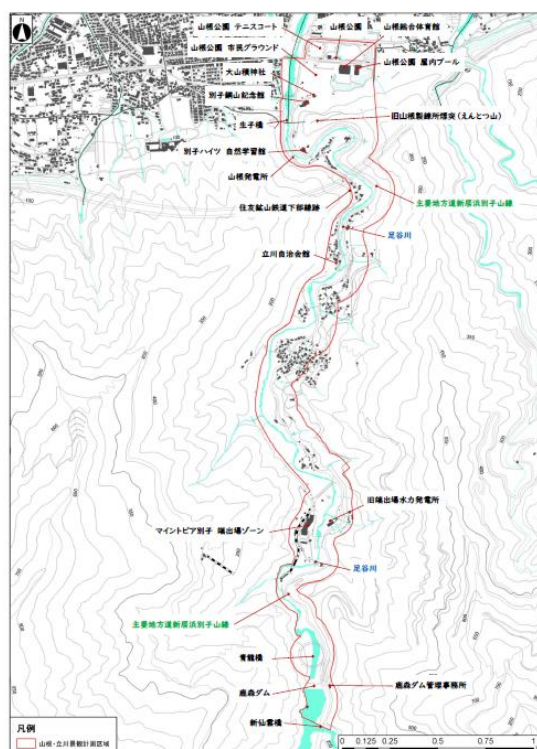 N
山根公園 テニスコート
山根公園
山根総合体育館
山根公園 市民グラウンド
山根公園 屋内プール
大山積神社
別子銅山記念館
生子橋
旧山根製錬所煙突(えんとつ山)
別子ハイツ 自然学習館
山根発電所
住友鉱山鉄道下部線跡
主要地方道新居浜別子山線
足谷川
立川自治会館
旧端出場水力発電所
マイントピア別子 端出場ゾーン
足谷川
主要地方道新居浜別子山線
青龍橋
鹿森ダム
鹿森ダム管理事務所
新仙雲橋
凡例
山根・立川景観計画区域
0 0.125 0.25 0.5 0.75 1